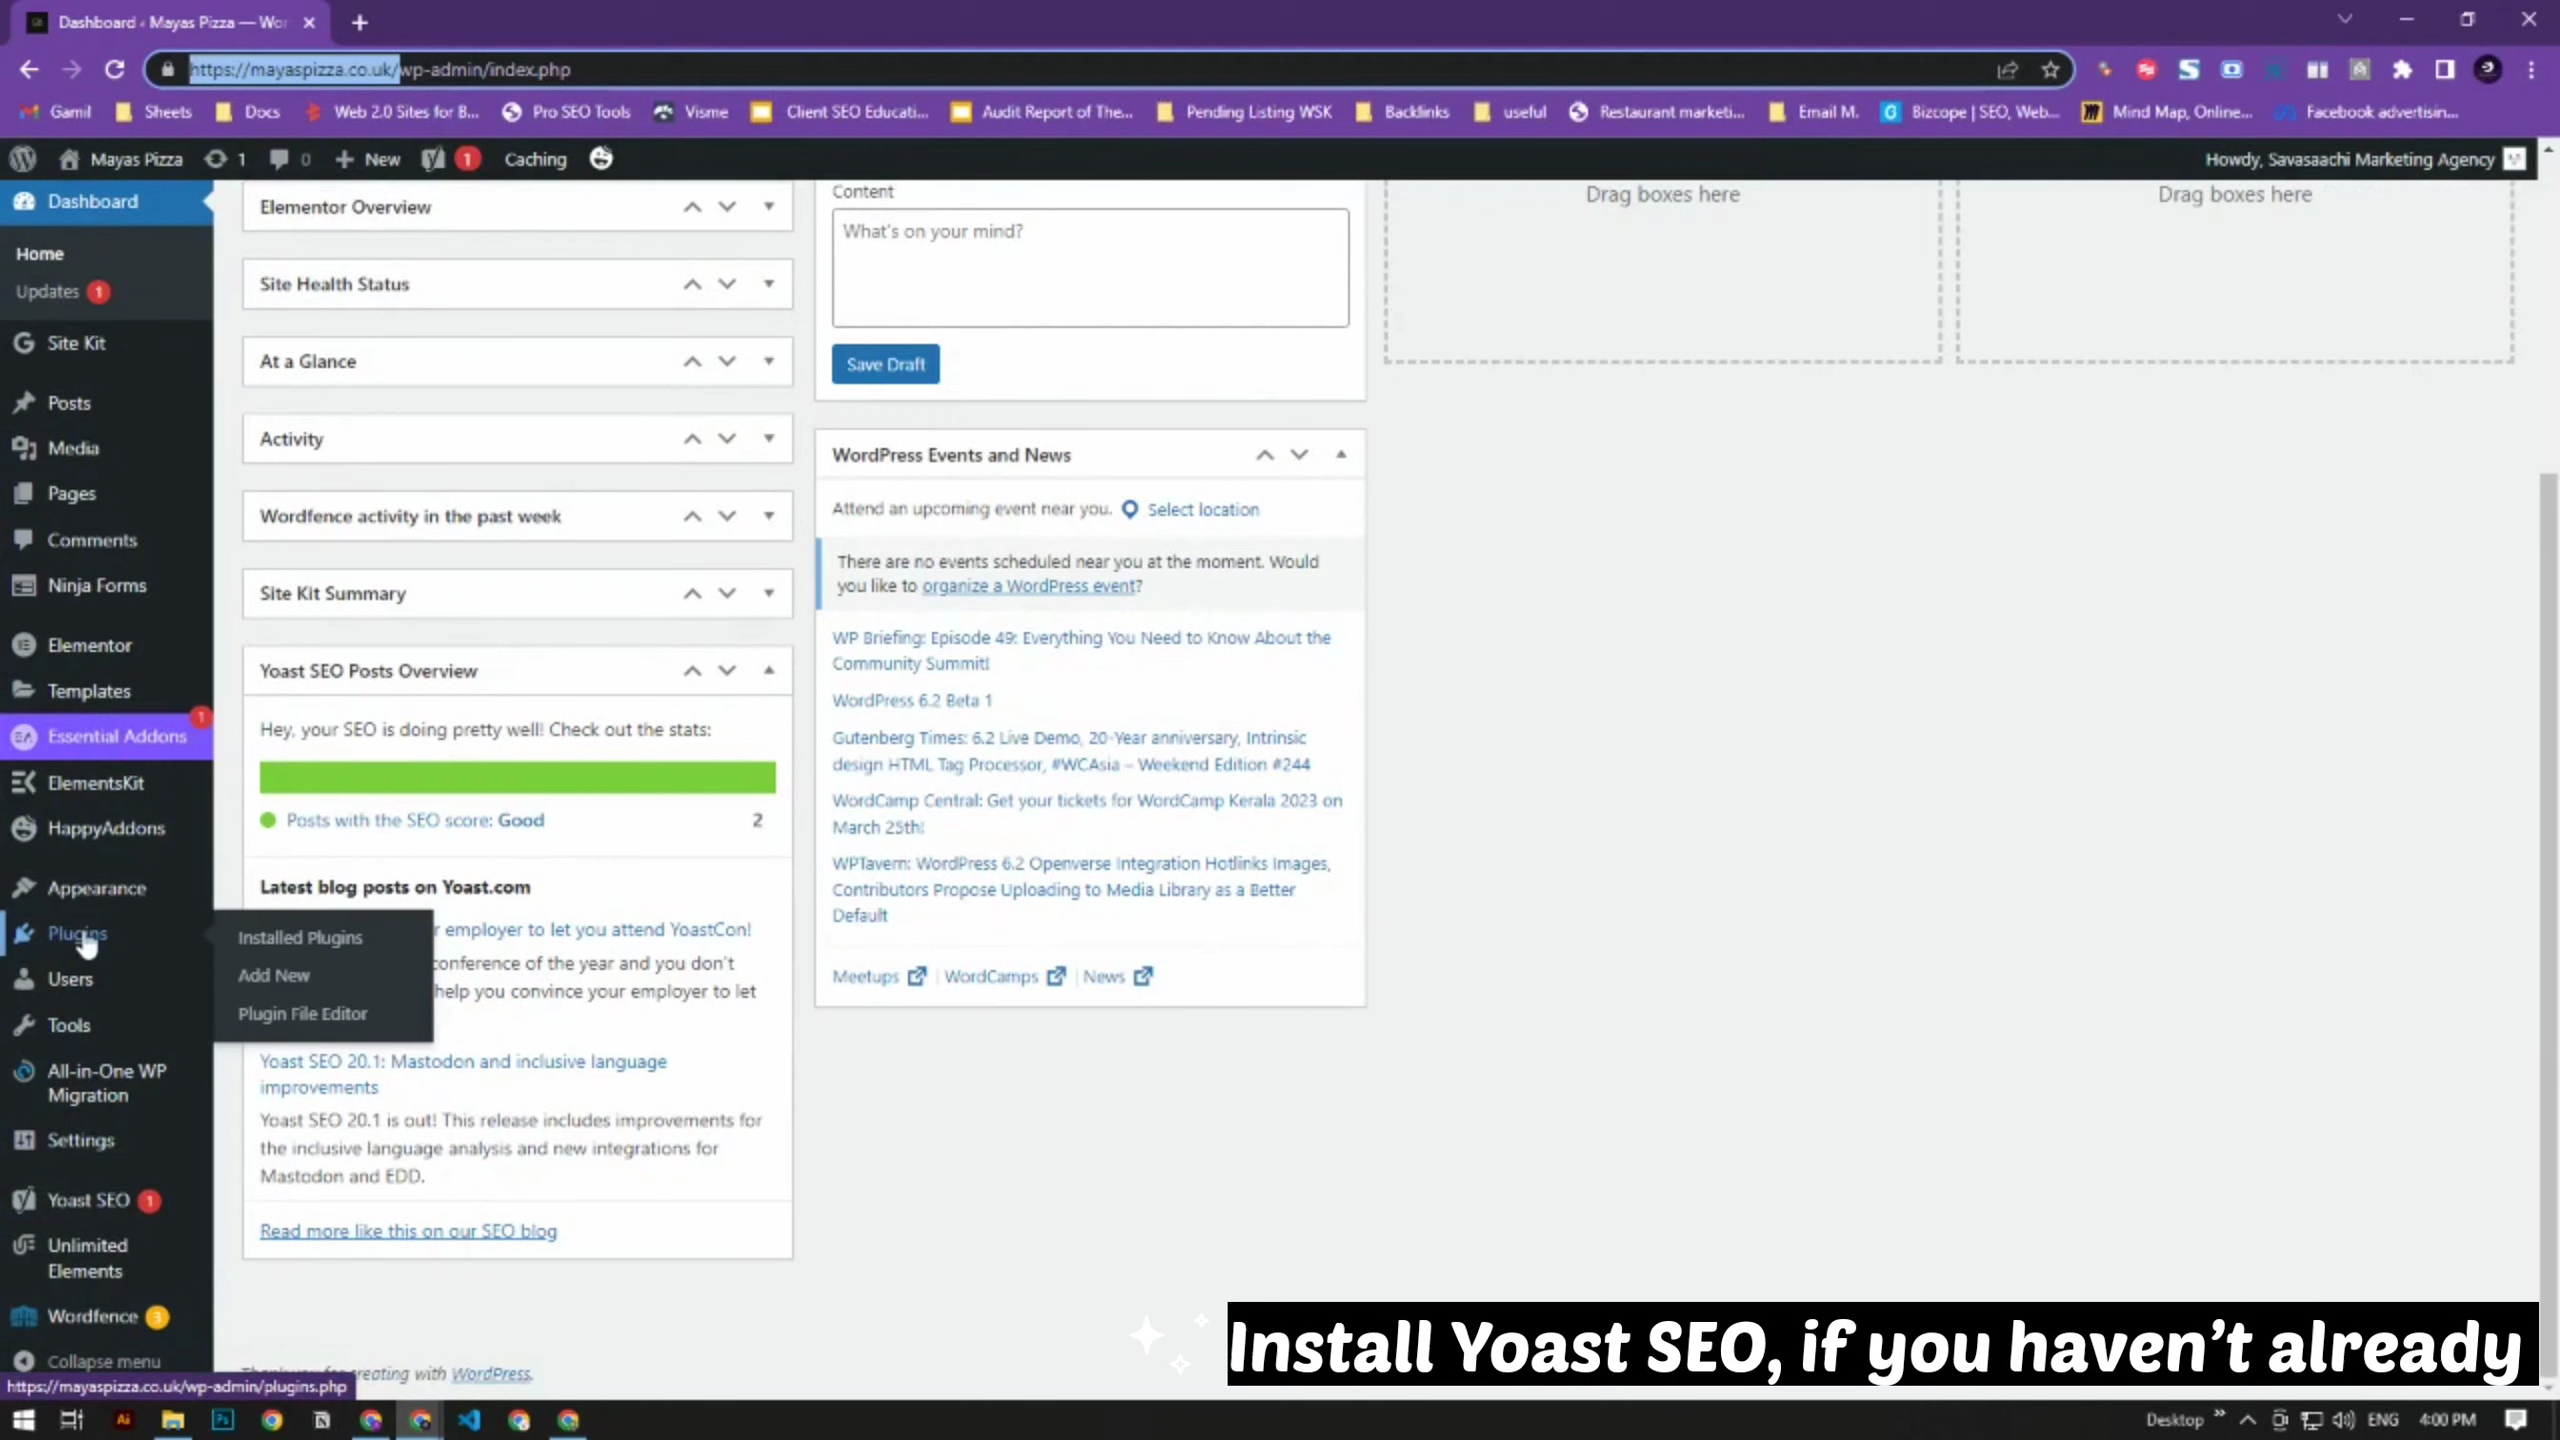 Dashboard ‹ Mayas Pizza — Wor
https://mayaspizza.co.uk/wp-admin/index.php
Gamil
Sheets
Docs
Web 2.0 Sites for B...
Pro SEO Tools
Visme
Client SEO Educati...
Audit Report of The...
Pending Listing WSK
Backlinks
useful
Restaurant marketi...
Email M.
Bizcope | SEO, Web...
Mind Map, Online...
Facebook advertisin...
Mayas Pizza
1
0
New
1
Caching
Howdy, Savasaachi Marketing Agency
Dashboard
Home
Updates 1
Site Kit
Posts
Media
Pages
Comments
Ninja Forms
Elementor
Templates
Essential Addons 1
ElementsKit
HappyAddons
Appearance
Plugins
Users
Tools
All-in-One WP
Migration
Settings
Yoast SEO 1
Unlimited
Elements
Wordfence 3
Collapse menu
Installed Plugins
Add New
Plugin File Editor
Elementor Overview
Site Health Status
At a Glance
Activity
Wordfence activity in the past week
Site Kit Summary
Yoast SEO Posts Overview
Hey, your SEO is doing pretty well! Check out the stats:
Posts with the SEO score: Good 2
Latest blog posts on Yoast.com
r employer to let you attend YoastCon!
conference of the year and you don't
help you convince your employer to let
Yoast SEO 20.1: Mastodon and inclusive language
improvements
Yoast SEO 20.1 is out! This release includes improvements for
the inclusive language analysis and new integrations for
Mastodon and EDD.
Read more like this on our SEO blog
Content
What's on your mind?
Save Draft
WordPress Events and News
Attend an upcoming event near you. Select location
There are no events scheduled near you at the moment. Would
you like to organize a WordPress event?
WP Briefing: Episode 49: Everything You Need to Know About the
Community Summit!
WordPress 6.2 Beta 1
Gutenberg Times: 6.2 Live Demo, 20-Year anniversary, Intrinsic
design HTML Tag Processor, #WCAsia – Weekend Edition #244
WordCamp Central: Get your tickets for WordCamp Kerala 2023 on
March 25th!
WPTavern: WordPress 6.2 Openverse Integration Hotlinks Images,
Contributors Propose Uploading to Media Library as a Better
Default
Meetups | WordCamps | News
Drag boxes here
Drag boxes here
creating with WordPress.
https://mayaspizza.co.uk/wp-admin/plugins.php
Install Yoast SEO, if you haven't already
Desktop
ENG
4:00 PM